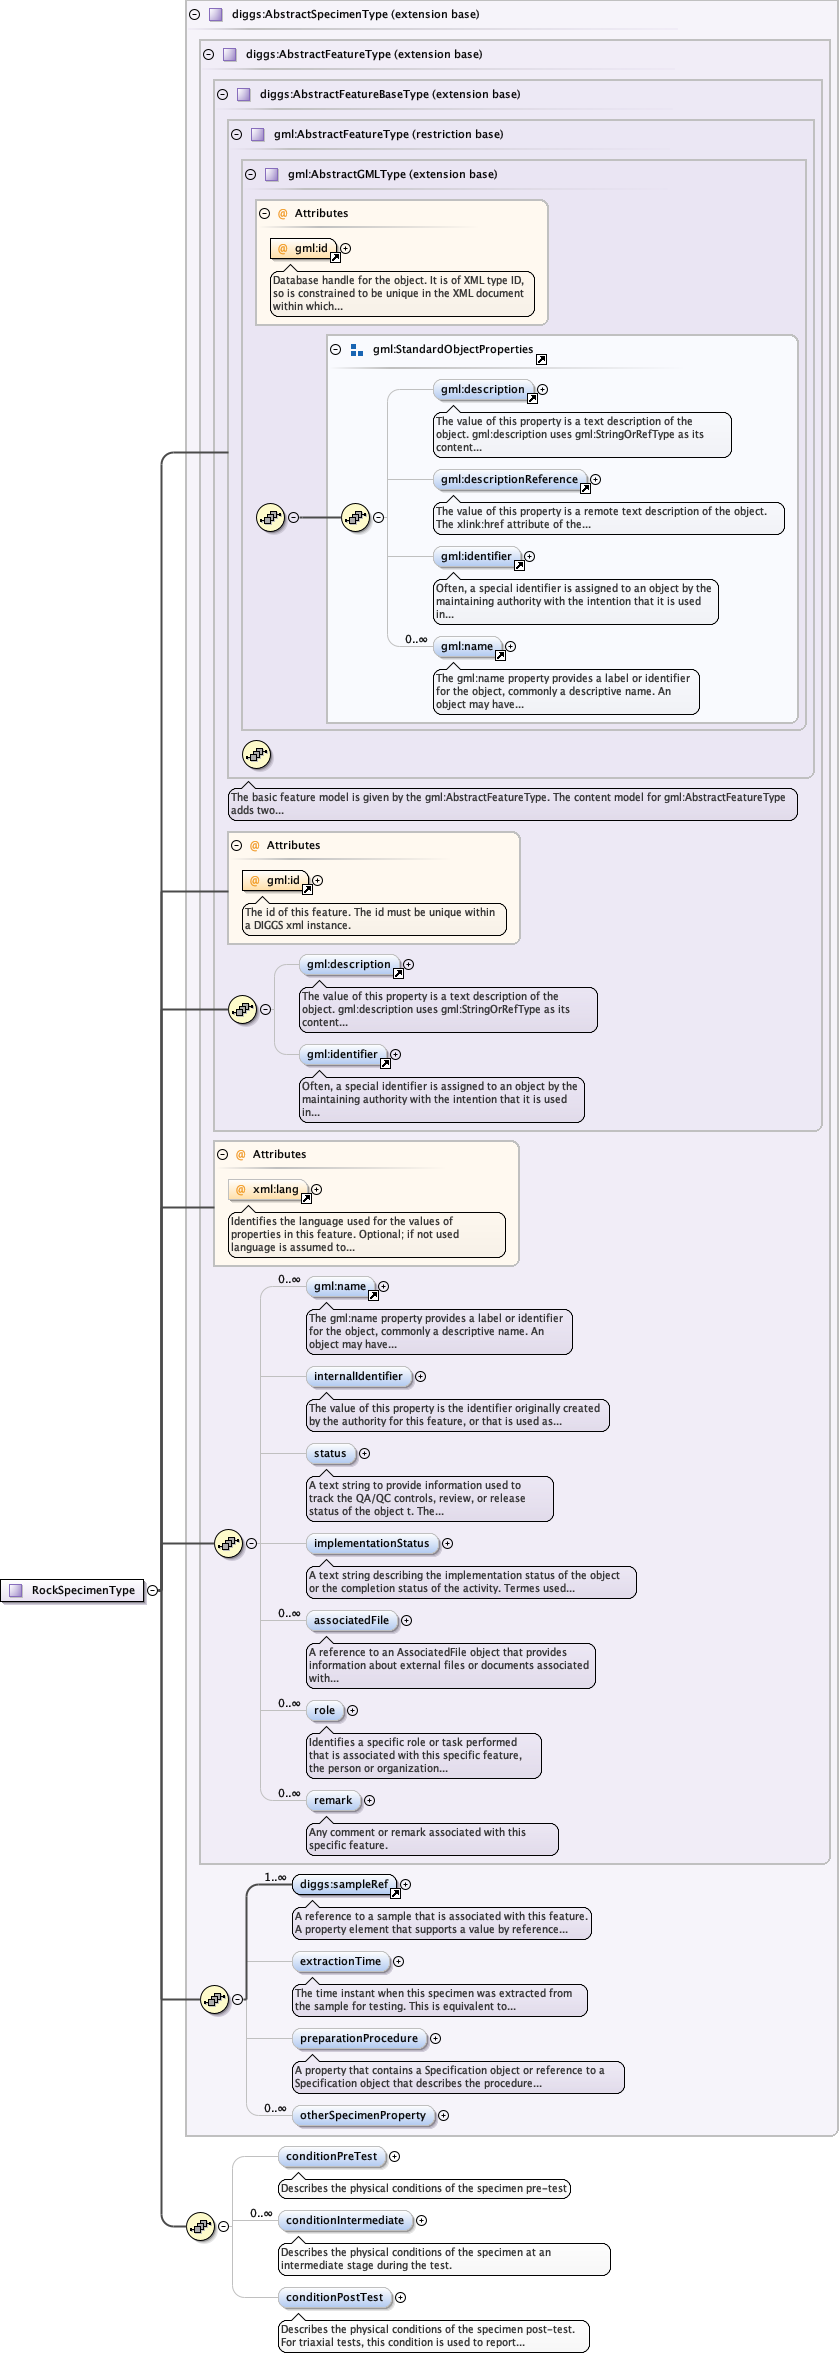 diggs:AbstractSpecimenType (extension base)
diggs:AbstractFeatureType (extension base)
diggs:AbstractFeatureBaseType (extension base)
gml:AbstractFeatureType (restriction base)
gml:AbstractGMLType (extension base)
@ Attributes
@ gml:id
Database handle for the object. It is of XML type ID,
so is constrained to be unique in the XML document
within which...
gml:StandardObjectProperties
gml:description
The value of this property is a text description of the
object. gml:description uses gml:StringOrRefType as its
content...
gml:descriptionReference
The value of this property is a remote text description of the object.
The xlink:href attribute of the...
gml:identifier
Often, a special identifier is assigned to an object by the
maintaining authority with the intention that it is used
in...
0..∞
gml:name
The gml:name property provides a label or identifier
for the object, commonly a descriptive name. An
object may have...
The basic feature model is given by the gml:AbstractFeatureType. The content model for gml:AbstractFeatureType
adds two...
@ Attributes
@ gml:id
The id of this feature. The id must be unique within
a DIGGS xml instance.
gml:description
The value of this property is a text description of the
object. gml:description uses gml:StringOrRefType as its
content...
gml:identifier
Often, a special identifier is assigned to an object by the
maintaining authority with the intention that it is used
in...
@ Attributes
@ xml:lang
Identifies the language used for the values of
properties in this feature. Optional; if not used
language is assumed to...
0..∞
gml:name
The gml:name property provides a label or identifier
for the object, commonly a descriptive name. An
object may have...
internalIdentifier
The value of this property is the identifier originally created
by the authority for this feature, or that is used as...
status
A text string to provide information used to
track the QA/QC controls, review, or release
status of the object t. The...
implementationStatus
A text string describing the implementation status of the object
or the completion status of the activity. Termes used...
RockSpecimenType
0..∞
associatedFile
A reference to an AssociatedFile object that provides
information about external files or documents associated
with...
0..∞
role
Identifies a specific role or task performed
that is associated with this specific feature,
the person or organization...
0..∞
remark
Any comment or remark associated with this
specific feature.
1..∞
diggs:sampleRef
A reference to a sample that is associated with this feature.
A property element that supports a value by reference...
extractionTime
The time instant when this specimen was extracted from
the sample for testing. This is equivalent to...
preparationProcedure
A property that contains a Specification object or reference to a
Specification object that describes the procedure...
0..∞
otherSpecimenProperty
conditionPreTest
Describes the physical conditions of the specimen pre-test
0..∞
conditionIntermediate
Describes the physical conditions of the specimen at an
intermediate stage during the test.
conditionPostTest
Describes the physical conditions of the specimen post-test.
For triaxial tests, this condition is used to report...